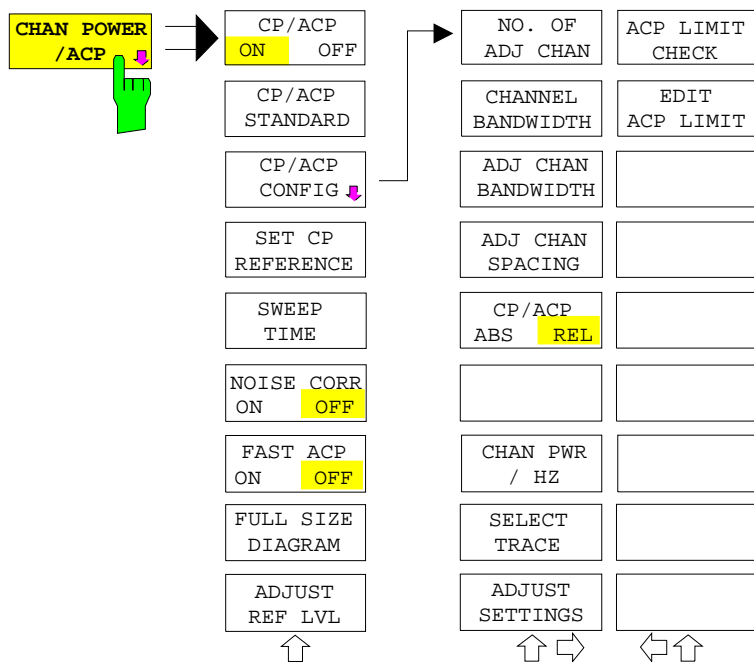 CHAN POWER
/ACP
CP/ACP
ON OFF
CP/ACP
STANDARD
CP/ACP
CONFIG
SET CP
REFERENCE
SWEEP
TIME
NOISE CORR
ON OFF
FAST ACP
ON OFF
FULL SIZE
DIAGRAM
ADJUST
REF LVL
NO. OF
ADJ CHAN
CHANNEL
BANDWIDTH
ADJ CHAN
BANDWIDTH
ADJ CHAN
SPACING
CP/ACP
ABS REL
CHAN PWR
/ HZ
SELECT
TRACE
ADJUST
SETTINGS
ACP LIMIT
CHECK
EDIT
ACP LIMIT